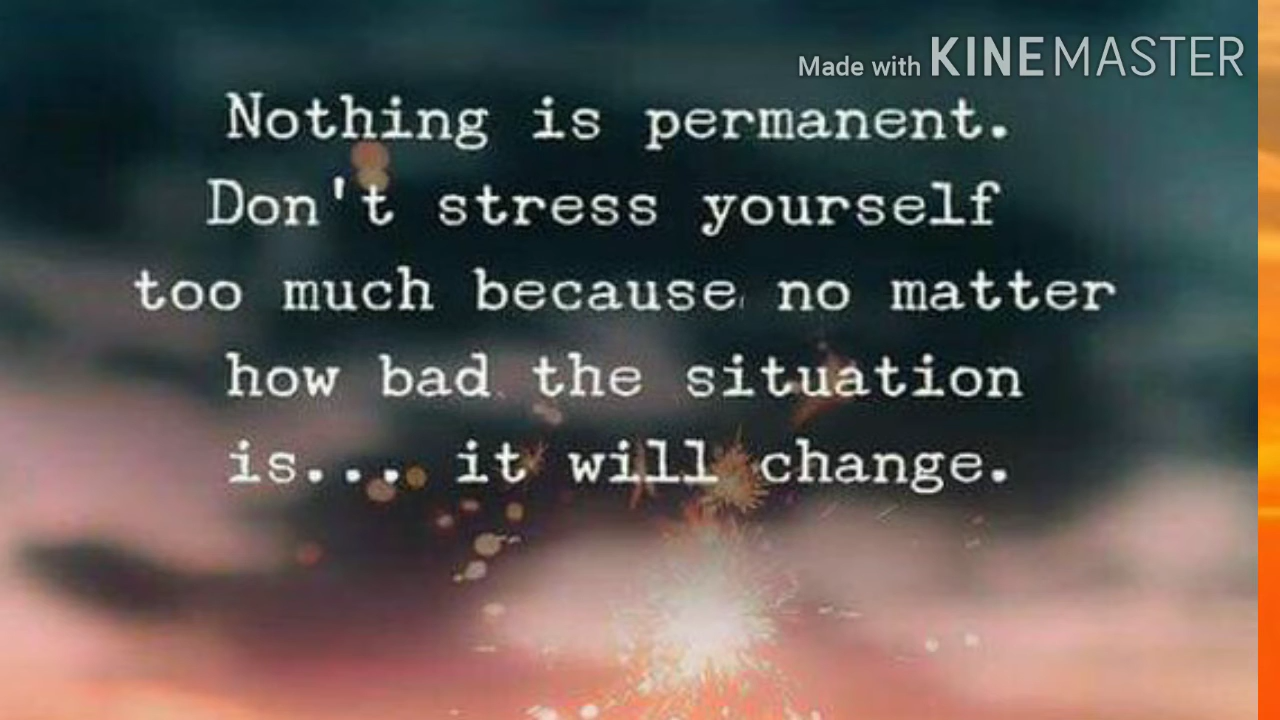 Made with KINEMASTER
Nothing is permanent.
Don't stress yourself
too much because no matter
how bad the situation
is... it will change.